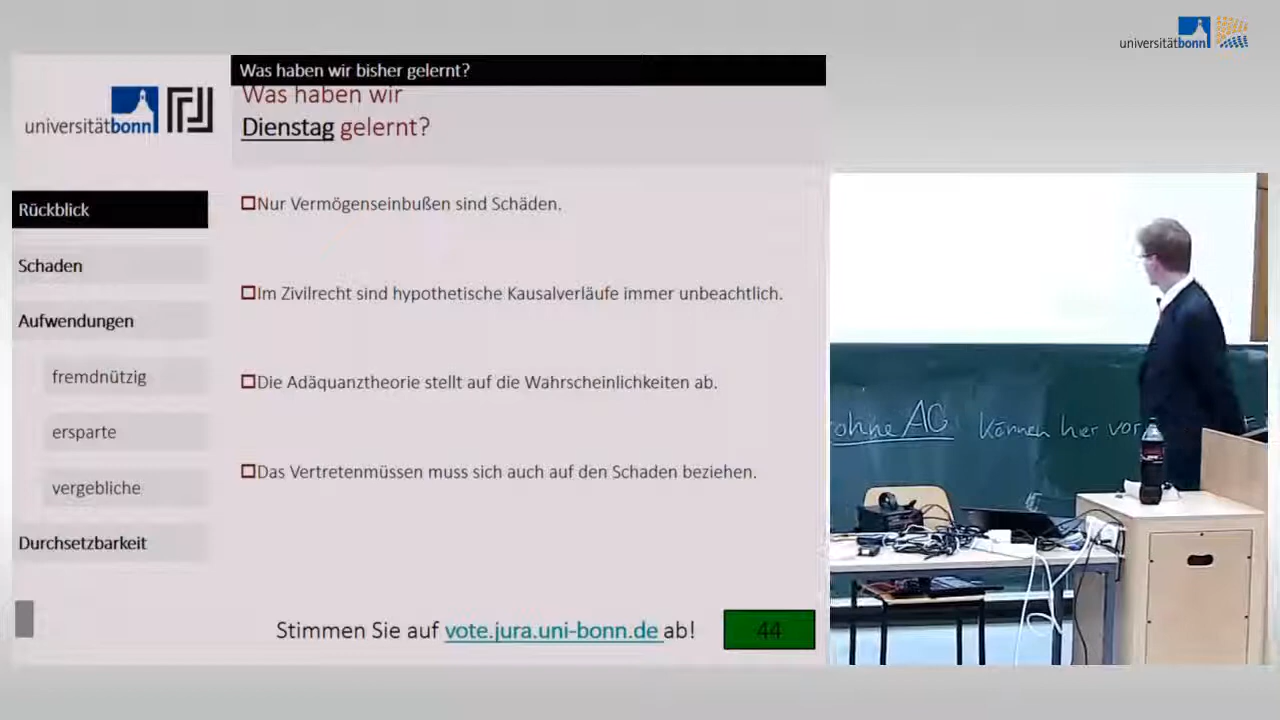 universitätbonn
Was haben wir bisher gelernt?
universitätbonn
Was haben wir
Dienstag gelernt?
Rückblick
Schaden
Aufwendungen
fremdnützig
ersparte
vergebliche
Durchsetzbarkeit
☐Nur Vermögenseinbußen sind Schäden.
☐Im Zivilrecht sind hypothetische Kausalverläufe immer unbeachtlich.
☐Die Adäquanztheorie stellt auf die Wahrscheinlichkeiten ab.
☐Das Vertretenmüssen muss sich auch auf den Schaden beziehen.
Stimmen Sie auf vote.jura.uni-bonn.de ab!
44
ohne AG können hier vor